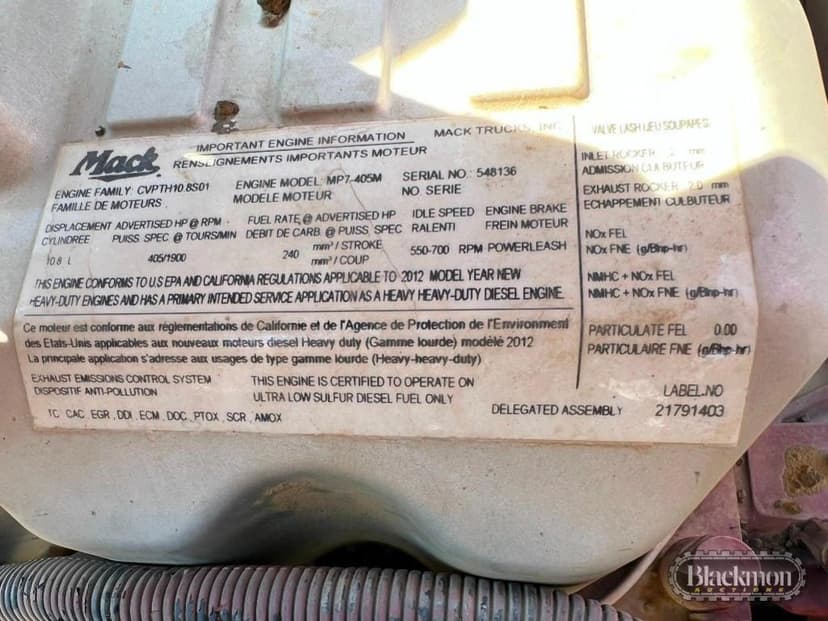 Mack
IMPORTANT ENGINE INFORMATION
RENSEIGNEMENTS IMPORTANTS MOTEUR
MACK TRUCKS, INC.
ENGINE FAMILY: CVPTH10.8S01
FAMILLE DE MOTEURS
ENGINE MODEL: MP7-405M
MODELE MOTEUR
SERIAL NO.: 548136
NO SERIE
DISPLACEMENT
CYLINDREE
10.8 L
ADVERTISED HP @ RPM
PUISS. SPEC @ TOURS/MIN
405/1900
FUEL RATE @ ADVERTISED HP
DEBIT DE CARB. @ PUISS. SPEC
240 mm³ / STROKE
mm³ / COUP
IDLE SPEED
RALENTI
550-700 RPM
ENGINE BRAKE
FREIN MOTEUR
POWERLEASH
THIS ENGINE CONFORMS TO U.S EPA AND CALIFORNIA REGULATIONS APPLICABLE TO 2012 MODEL YEAR NEW
HEAVY-DUTY ENGINES AND HAS A PRIMARY INTENDED SERVICE APPLICATION AS A HEAVY HEAVY-DUTY DIESEL ENGINE.
Ce moteur est conforme aux réglementations de Californie et de l'Agence de Protection de l'Environment
des Etats-Unis applicables aux nouveaux moteurs diesel Heavy duty (Gamme lourde) modélé 2012
La principale application s'adresse aux usages de type gamme lourde (Heavy-heavy-duty)
EXHAUST EMISSIONS CONTROL SYSTEM
DISPOSITIF ANTI-POLLUTION
TC , CAC, EGR , DDI , ECM , DOC , PTOX , SCR , AMOX
THIS ENGINE IS CERTIFIED TO OPERATE ON
ULTRA LOW SULFUR DIESEL FUEL ONLY
DELEGATED ASSEMBLY
VALVE LASH/JEU SOUPAPES:
INLET ROCKER mm
ADMISSION CULBUTEUR
EXHAUST ROCKER 2.0 mm
ECHAPPEMENT CULBUTEUR
NOx FEL
NOx FNE (g/Bhp-hr)
NMHC + NOx FEL
NMHC + NOx FNE (g/Bhp-hr)
PARTICULATE FEL 0.00
PARTICULAIRE FNE (g/Bhp-hr)
LABEL.NO
21791403
Blackmon
AUCTIONS